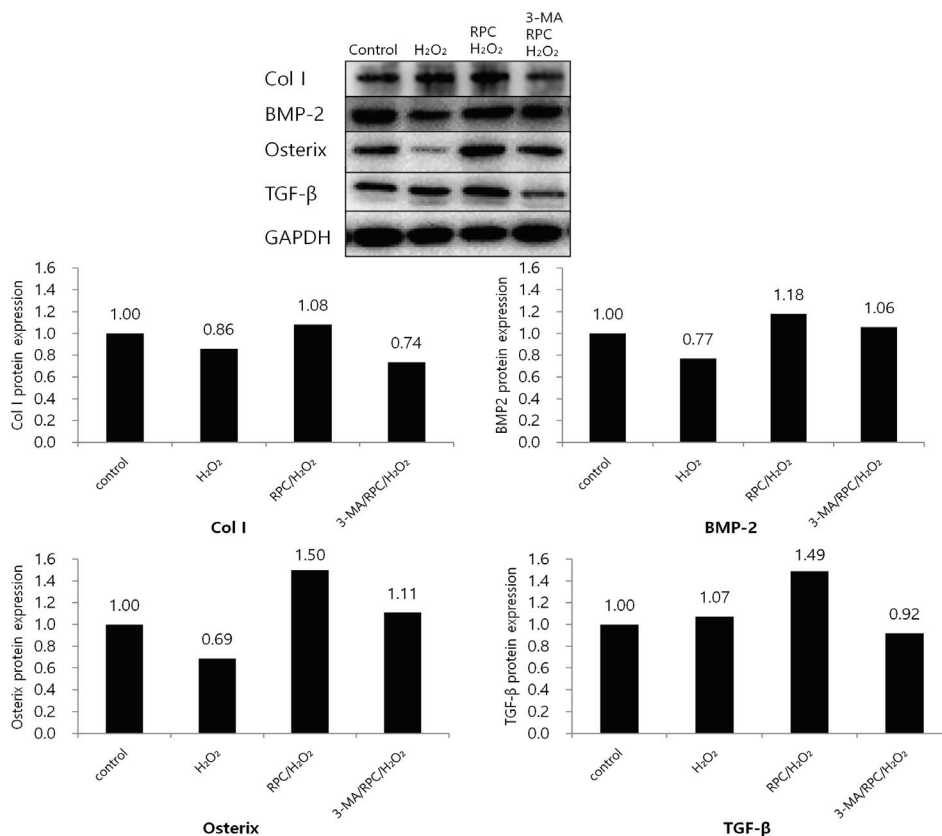 3-MA
RPC RPC
Control H₂O₂ H₂O₂ H₂O₂
Col I
BMP-2
Osterix
TGF-β
GAPDH
Col I protein expression
1.6
1.4
1.2
1.0
0.8
0.6
0.4
0.2
0.0
1.00
0.86
1.08
0.74
control
H₂O₂
RPC/H₂O₂
3-MA/RPC/H₂O₂
Col I
BMP2 protein expression
1.6
1.4
1.2
1.0
0.8
0.6
0.4
0.2
0.0
1.00
0.77
1.18
1.06
control
H₂O₂
RPC/H₂O₂
3-MA/RPC/H₂O₂
BMP-2
Osterix protein expression
1.6
1.4
1.2
1.0
0.8
0.6
0.4
0.2
0.0
1.00
0.69
1.50
1.11
control
H₂O₂
RPC/H₂O₂
3-MA/RPC/H₂O₂
Osterix
TGF-β protein expression
1.6
1.4
1.2
1.0
0.8
0.6
0.4
0.2
0.0
1.00
1.07
1.49
0.92
control
H₂O₂
RPC/H₂O₂
3-MA/RPC/H₂O₂
TGF-β